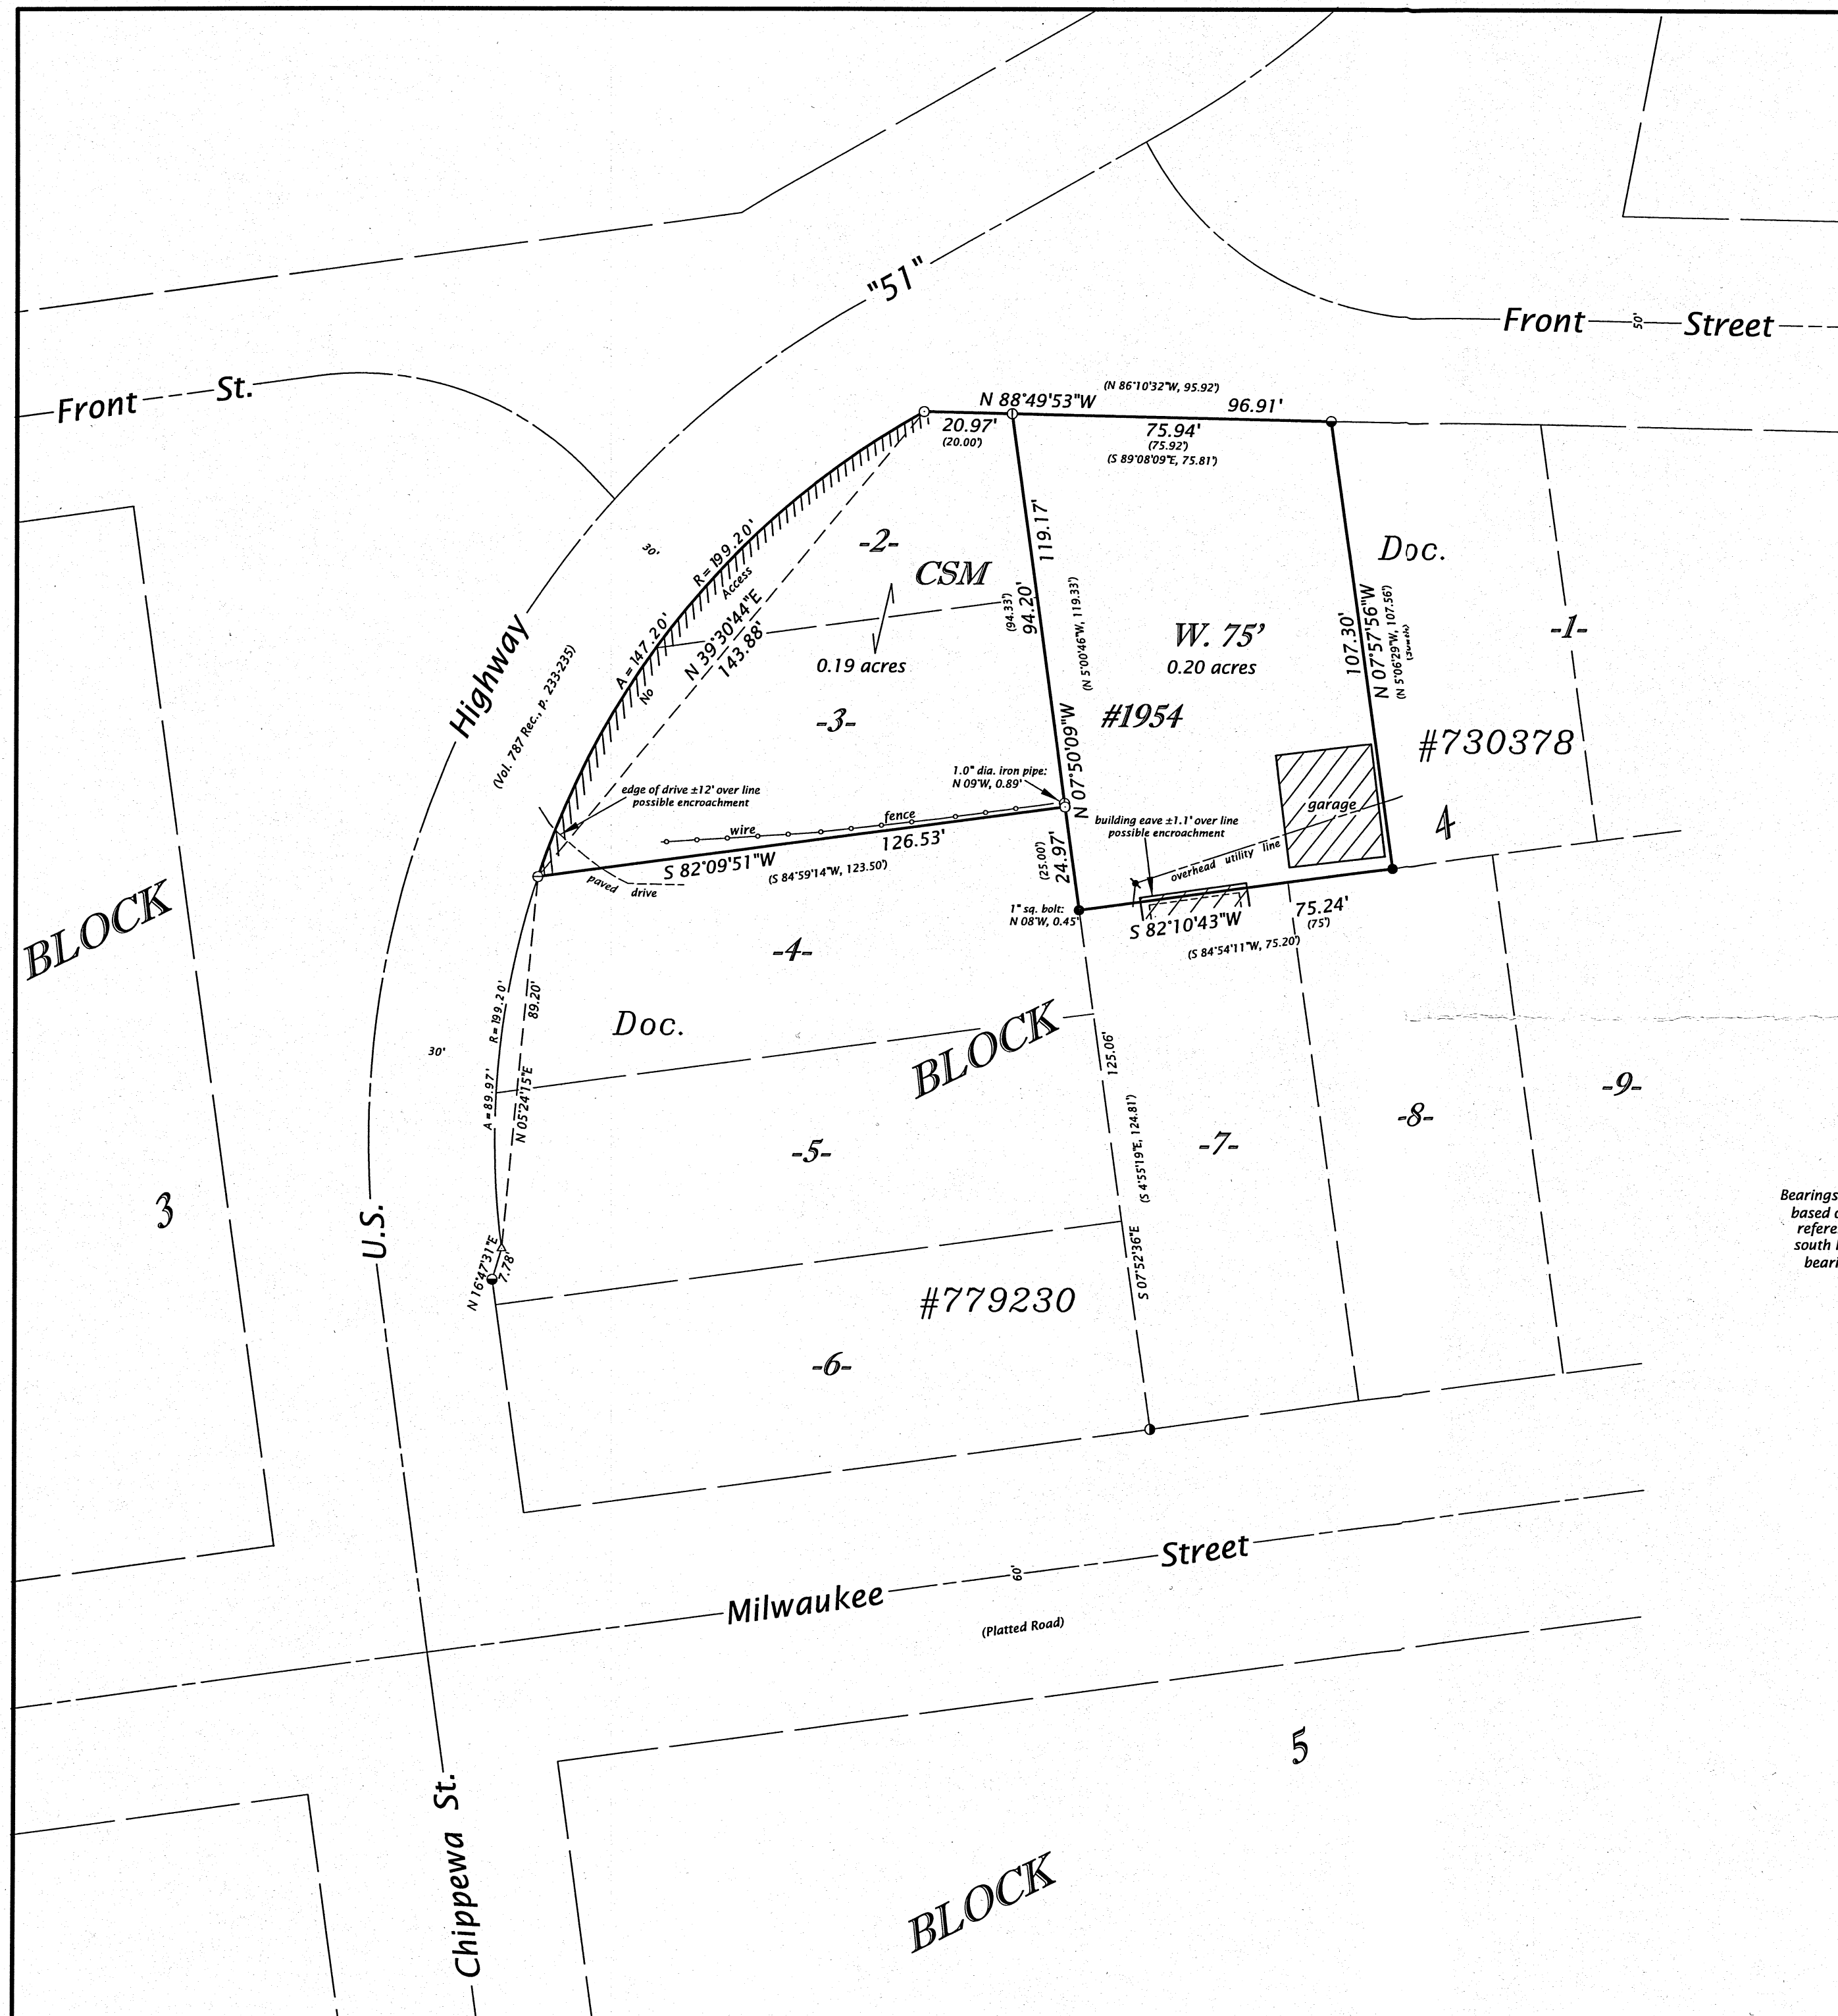 "51"
Front 50' Street
Front St.
(N 86°10'32"W, 95.92')
N 88°49'53"W 96.91'
20.97'
(20.00')
75.94'
(75.92')
(S 89°08'09"E, 75.81')
30'
R = 199.20'
A = 147.20'
No Access
N 39°30'44"E
143.88'
-2-
CSM
0.19 acres
-3-
119.17'
94.20'
(94.33')
(N 5°00'46"W, 119.33')
N 07°50'09"W
W. 75'
0.20 acres
#1954
107.30'
N 07°57'56"W
(N 5°06'29"W, 107.56')
Doc.
#730378
-1-
4
Highway
(Vol. 787 Rec., p. 233-235)
edge of drive ±12' over line
possible encroachment
1.0" dia. iron pipe:
N 09°W, 0.89'
wire fence
S 82°09'51"W 126.53'
(S 84°59'14"W, 123.50')
paved drive
building eave ±1.1' over line
possible encroachment
garage
overhead utility line
24.97'
(25.00')
1" sq. bolt:
N 08°W, 0.45'
S 82°10'43"W 75.24'
(75')
(S 84°54'11"W, 75.20')
BLOCK
3
-4-
Doc.
BLOCK
R = 199.20'
A = 89.97'
89.20'
N 05°24'15"E
30'
-5-
125.06'
(S 4°55'19"E, 124.81')
S 07°52'36"E
-7-
-8-
-9-
U.S.
N 16°47'31"E
7.78'
#779230
-6-
Bearings
based
refere
south
beari
Milwaukee 60' Street
(Platted Road)
Chippewa St.
5
BLOCK